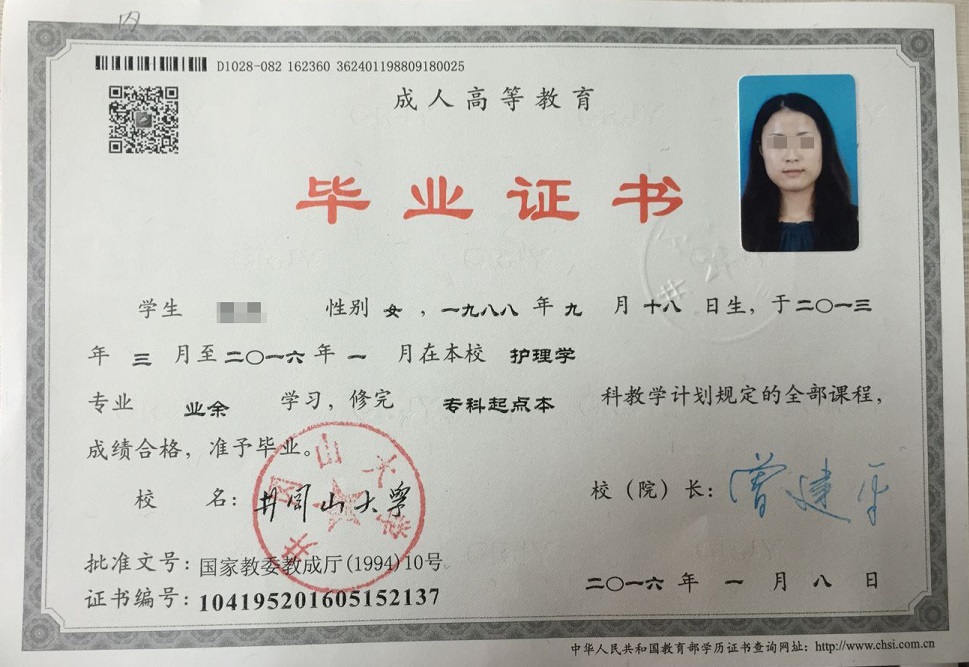 内
D1028-082 162360 362401198809180025
成人高等教育
毕业证书
学生 性别 女 ，一九八八 年 九 月 十八 日生，于二〇一三
年 三 月至 二〇一六 年 一 月在本校 护理学
专业 业余 学习，修完 专科起点本 科教学计划规定的全部课程，
成绩合格，准予毕业。
校 名：井冈山大学
校（院）长：曾建平
井冈山大学
批准文号：国家教委教成厅(1994)10号
证书编号：104195201605152137
二〇一六 年 一 月 八 日
中华人民共和国教育部学历证书查询网址：http://www.chsi.com.cn